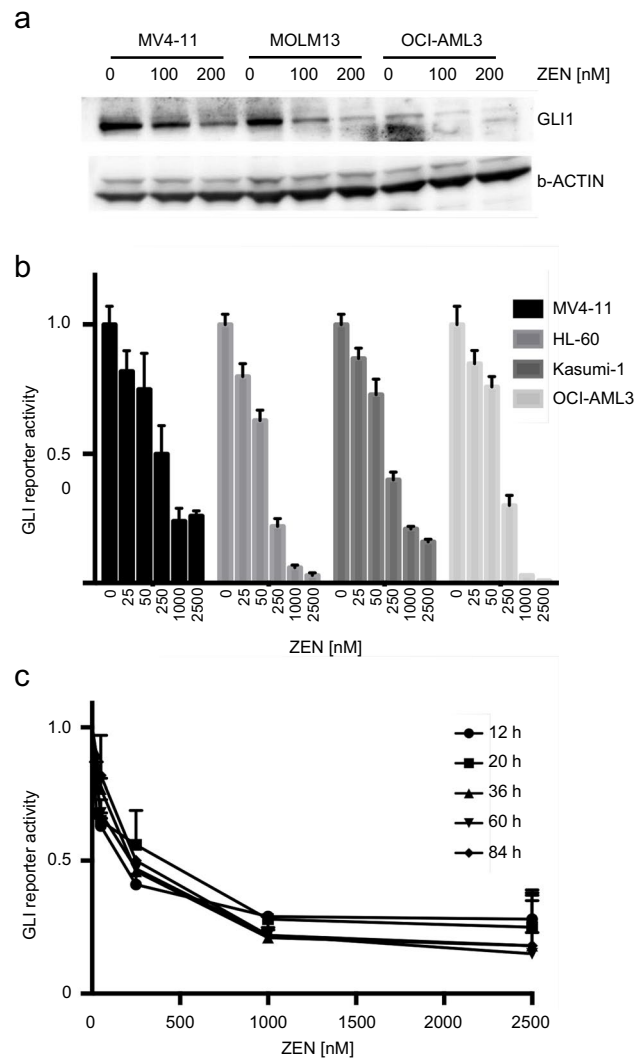 a
MV4-11 MOLM13 OCI-AML3
0 100 200 0 100 200 0 100 200 ZEN [nM]
GLI1
b-ACTIN
b
1.0
0.5
0
GLI reporter activity
MV4-11
HL-60
Kasumi-1
OCI-AML3
0 25 50 250 1000 2500 0 25 50 250 1000 2500 0 25 50 250 1000 2500 0 25 50 250 1000 2500
ZEN [nM]
c
1.0
0.5
0
GLI reporter activity
12 h
20 h
36 h
60 h
84 h
0 500 1000 1500 2000 2500
ZEN [nM]